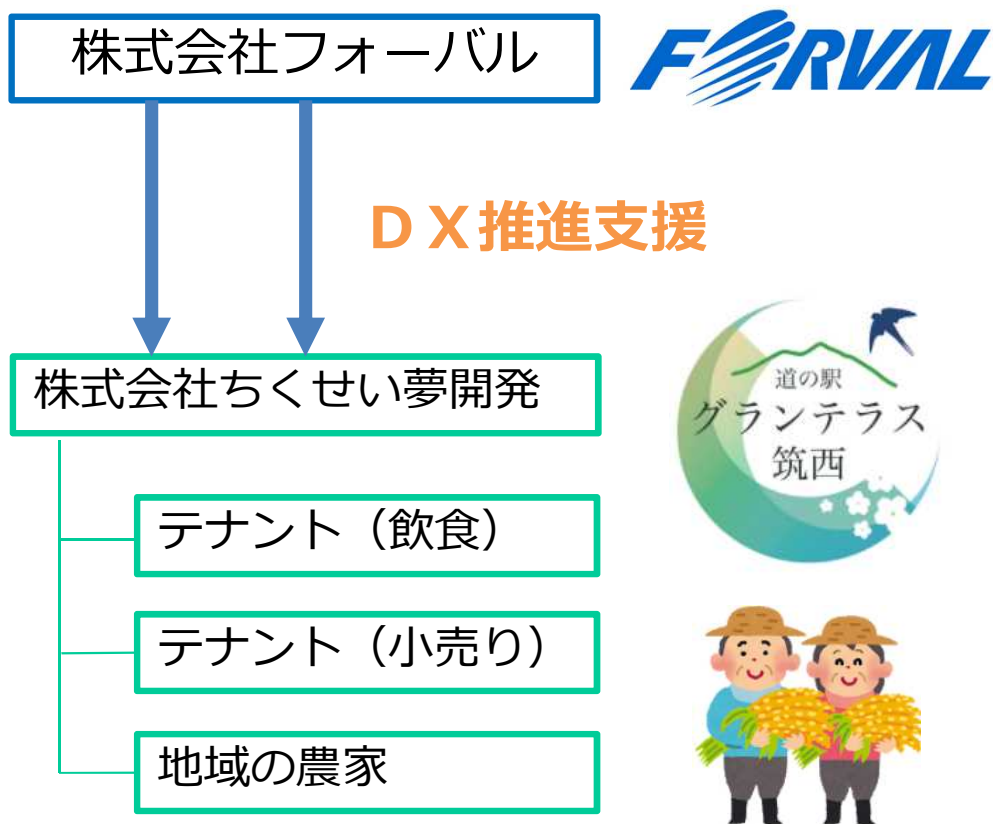 株式会社フォーバル
FORVAL
ＤＸ推進支援
株式会社ちくせい夢開発
道の駅
グランテラス
筑西
テナント（飲食）
テナント（小売り）
地域の農家